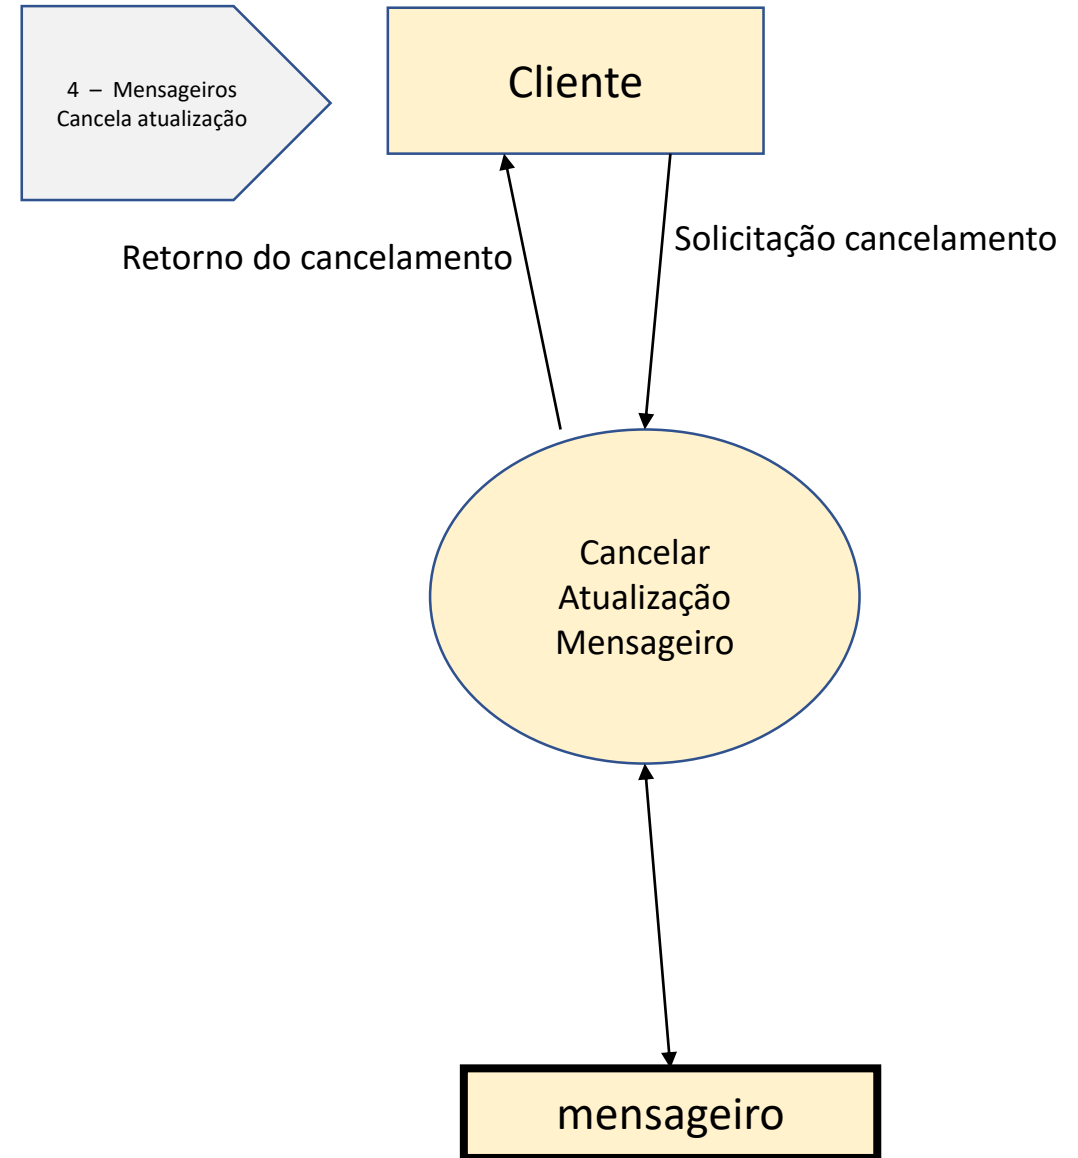 4 – Mensageiros
Cancela atualização
Cliente
Retorno do cancelamento
Solicitação cancelamento
Cancelar
Atualização
Mensageiro
mensageiro